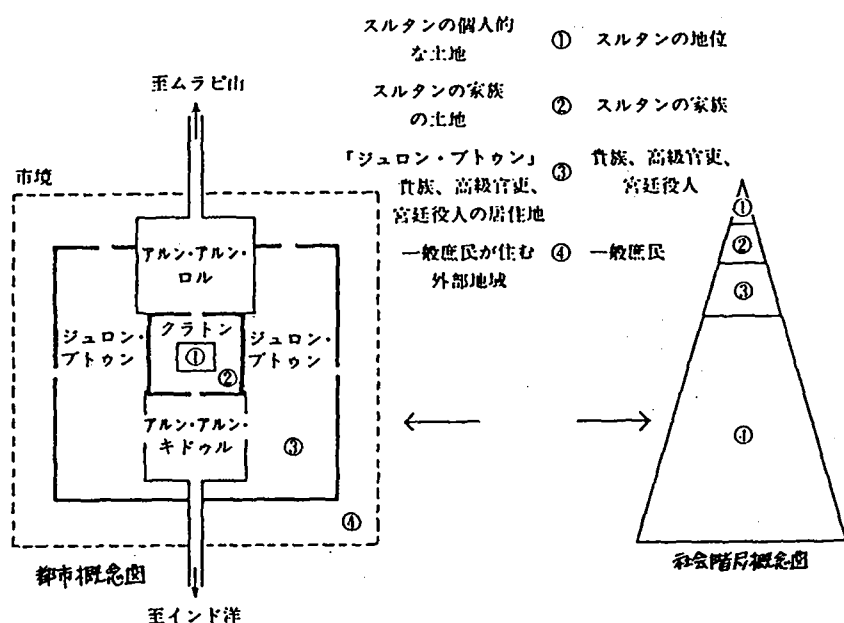 スルタンの個人的
な土地
① スルタンの地位
スルタンの家族
の土地
② スルタンの家族
「ジュロン・ブトゥン」
貴族、高級官吏、
宮廷役人の居住地
③ 貴族、高級官吏、
宮廷役人
一般庶民が住む
外部地域
④ 一般庶民
至ムラピ山
市境
アルン・アルン・
ロル
ジュロン・
ブトゥン
クラトン
①
②
ジュロン・
ブトゥン
アルン・アルン・
キドゥル
③
④
都市概念図
至インド洋
①
②
③
①
社会階層概念図